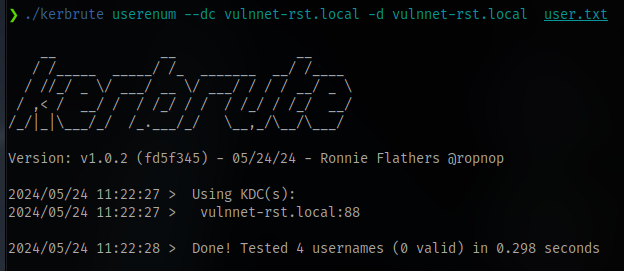 ❯ ./kerbrute userenum --dc vulnnet-rst.local -d vulnnet-rst.local  user.txt
kerbrute
Version: v1.0.2 (fd5f345) - 05/24/24 - Ronnie Flathers @ropnop
2024/05/24 11:22:27 >  Using KDC(s):
2024/05/24 11:22:27 >   vulnnet-rst.local:88
2024/05/24 11:22:28 >  Done! Tested 4 usernames (0 valid) in 0.298 seconds